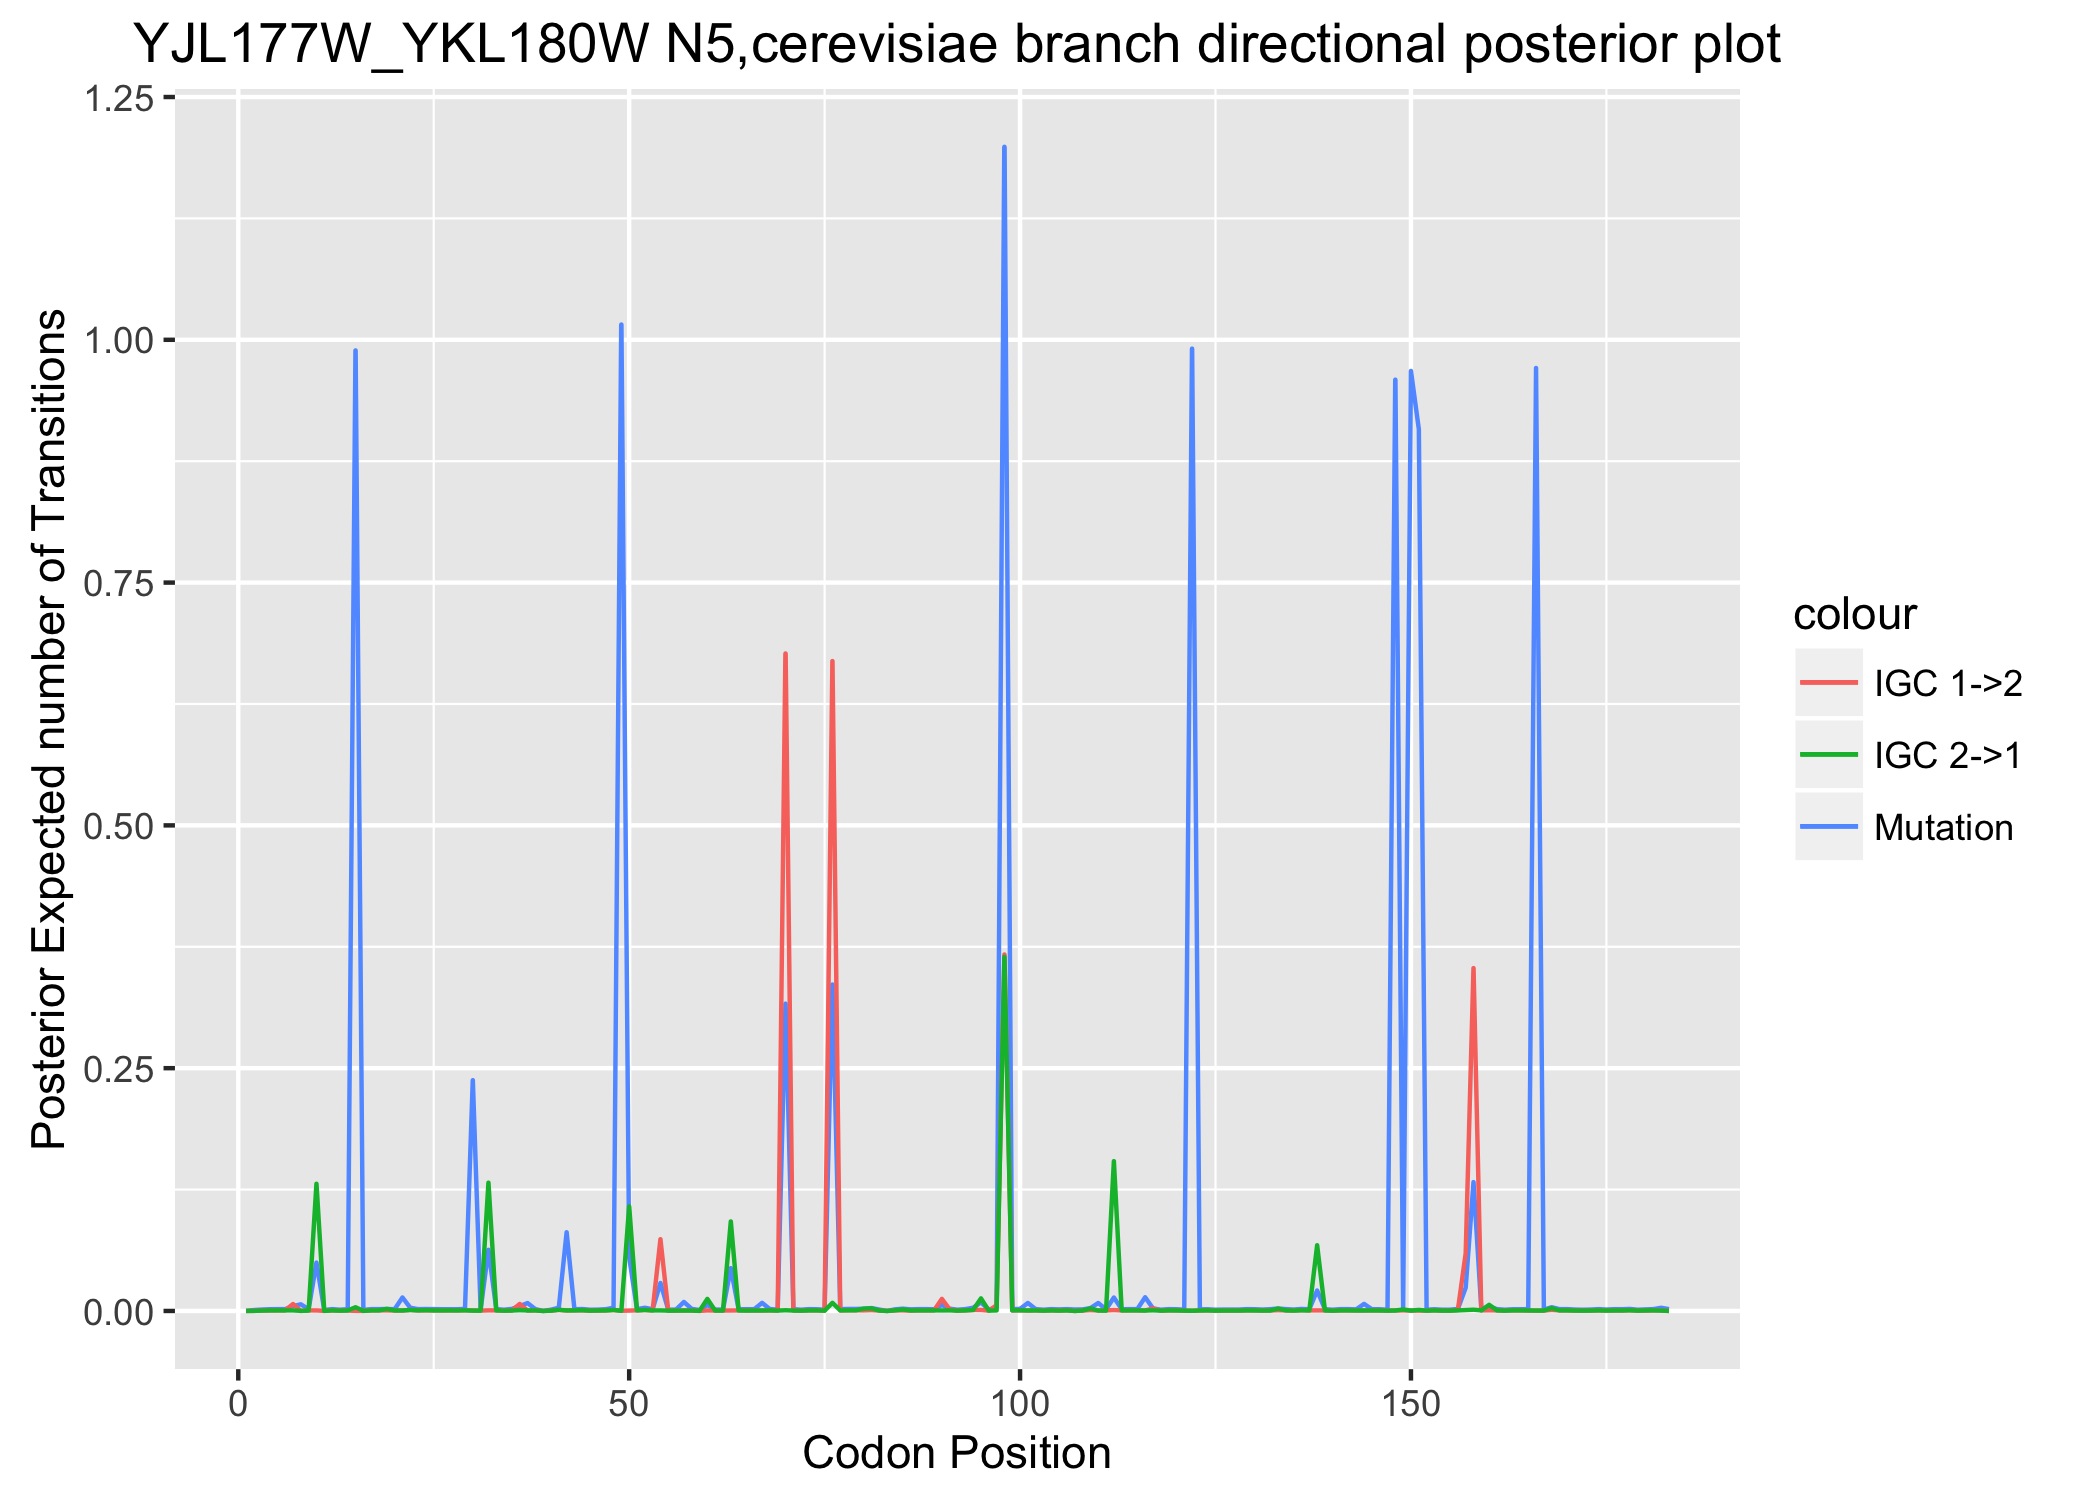 YJL177W_YKL180W N5,cerevisiae branch directional posterior plot
1.25
1.00
0.75
0.50
0.25
0.00
Posterior Expected number of Transitions
0 50 100 150
Codon Position
colour
IGC 1->2
IGC 2->1
Mutation